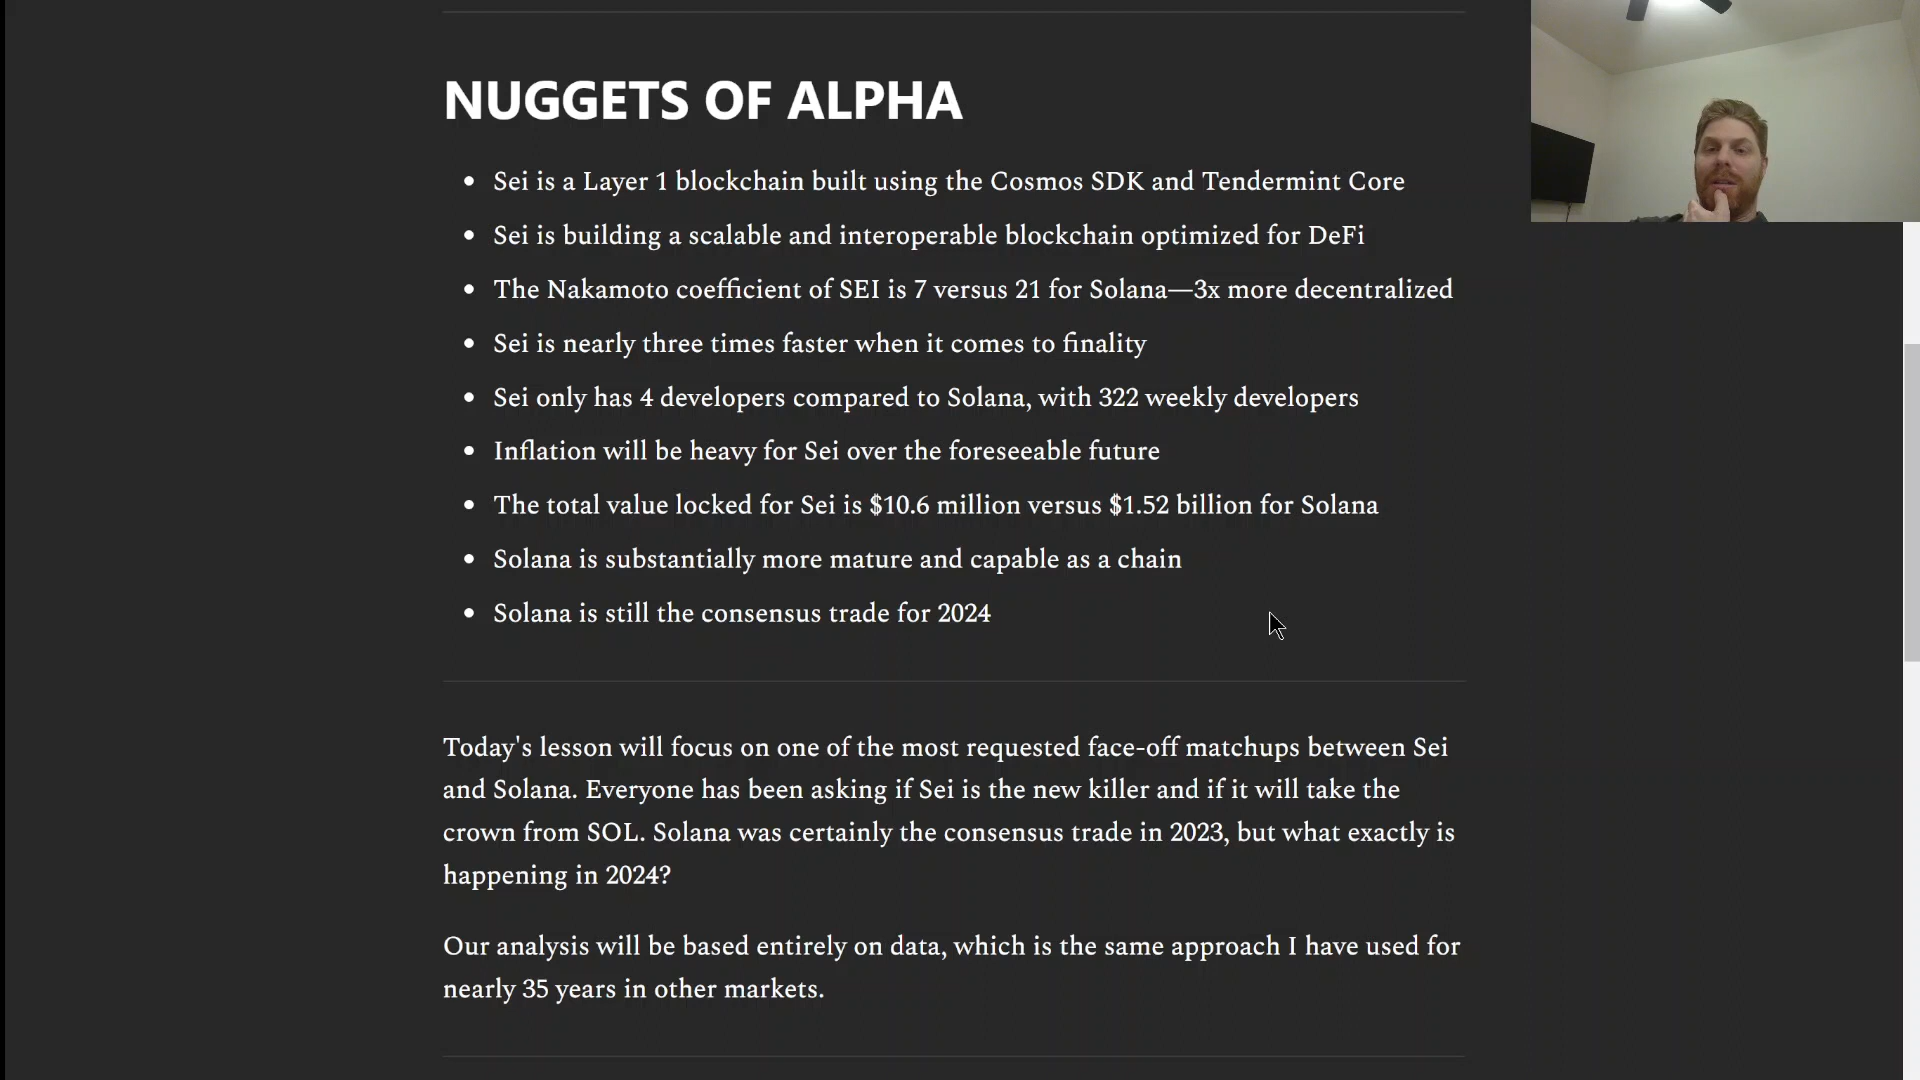 NUGGETS OF ALPHA
• Sei is a Layer 1 blockchain built using the Cosmos SDK and Tendermint Core
• Sei is building a scalable and interoperable blockchain optimized for DeFi
• The Nakamoto coefficient of SEI is 7 versus 21 for Solana—3x more decentralized
• Sei is nearly three times faster when it comes to finality
• Sei only has 4 developers compared to Solana, with 322 weekly developers
• Inflation will be heavy for Sei over the foreseeable future
• The total value locked for Sei is $10.6 million versus $1.52 billion for Solana
• Solana is substantially more mature and capable as a chain
• Solana is still the consensus trade for 2024
Today's lesson will focus on one of the most requested face-off matchups between Sei
and Solana. Everyone has been asking if Sei is the new killer and if it will take the
crown from SOL. Solana was certainly the consensus trade in 2023, but what exactly is
happening in 2024?
Our analysis will be based entirely on data, which is the same approach I have used for
nearly 35 years in other markets.